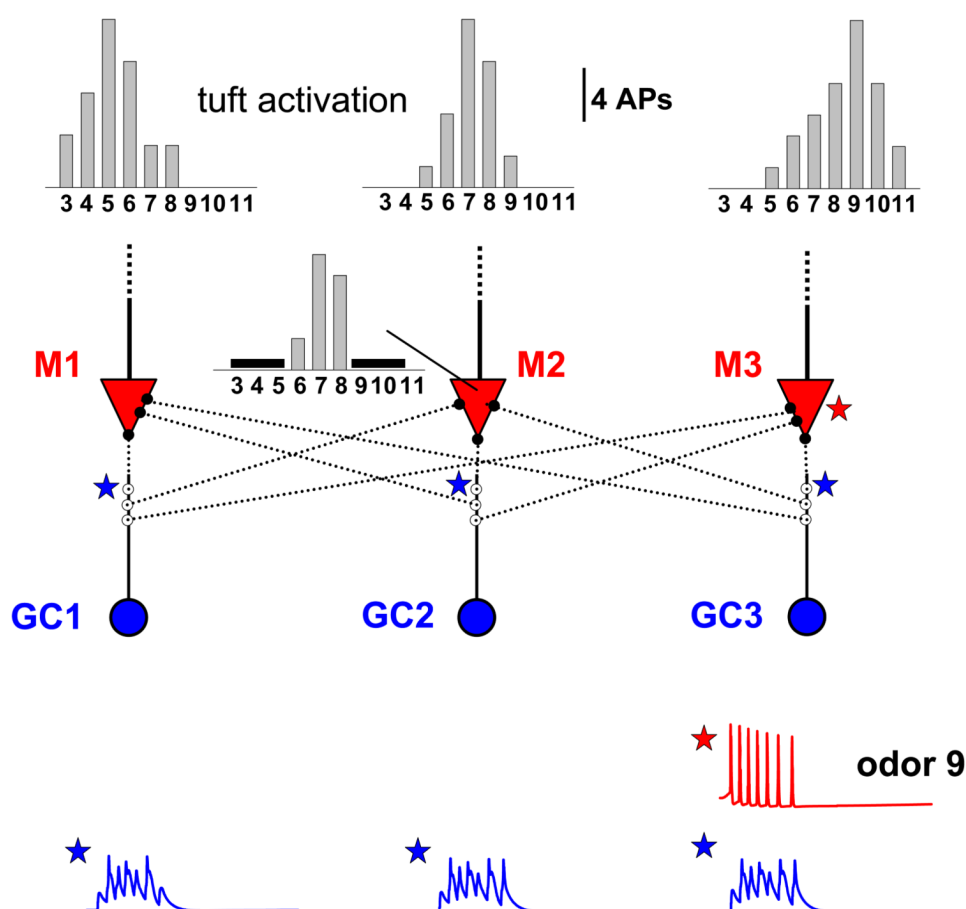 tuft activation
4 APs
3 4 5 6 7 8 9 10 11
3 4 5 6 7 8 9 10 11
3 4 5 6 7 8 9 10 11
M1
M2
M3
3 4 5 6 7 8 9 10 11
GC1
GC2
GC3
odor 9